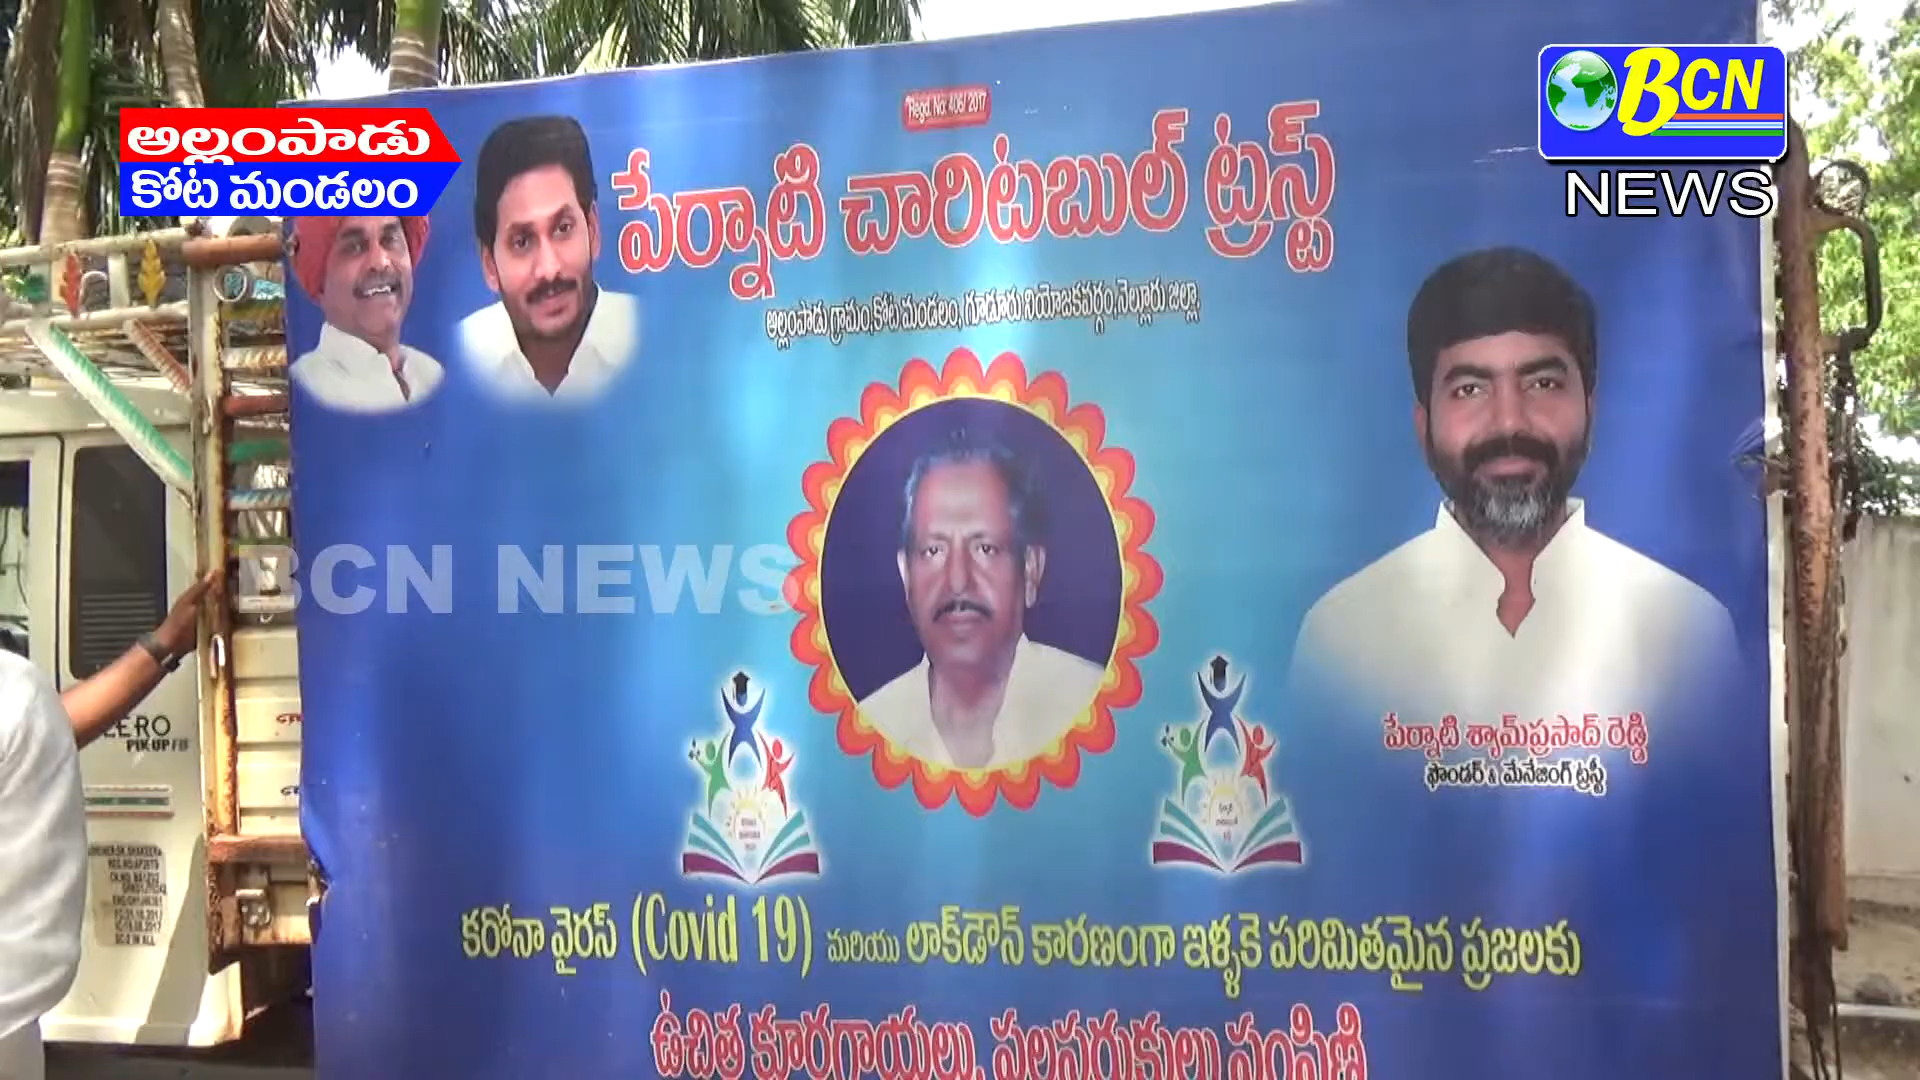 అల్లంపాడు
కోట మండలం
BCN
NEWS
Regd. No: 406/ 2017
పేర్నాటి చారిటబుల్ ట్రస్ట్
అల్లంపాడు గ్రామం,కోట మండలం, గూడూరు నియోజకవర్గం,నెల్లూరు జిల్లా.
BCN NEWS
పేర్నాటి శ్యామ్‌ప్రసాద్ రెడ్డి
ఫౌండర్ & మేనేజింగ్ ట్రస్టీ
PIK-UP FB
కరోనా వైరస్ (Covid 19) మరియు లాక్‌డౌన్ కారణంగా ఇళ్ళకె పరిమితమైన ప్రజలకు
ఉచిత కూరగాయలు, పలసరుకులు పంపిణి